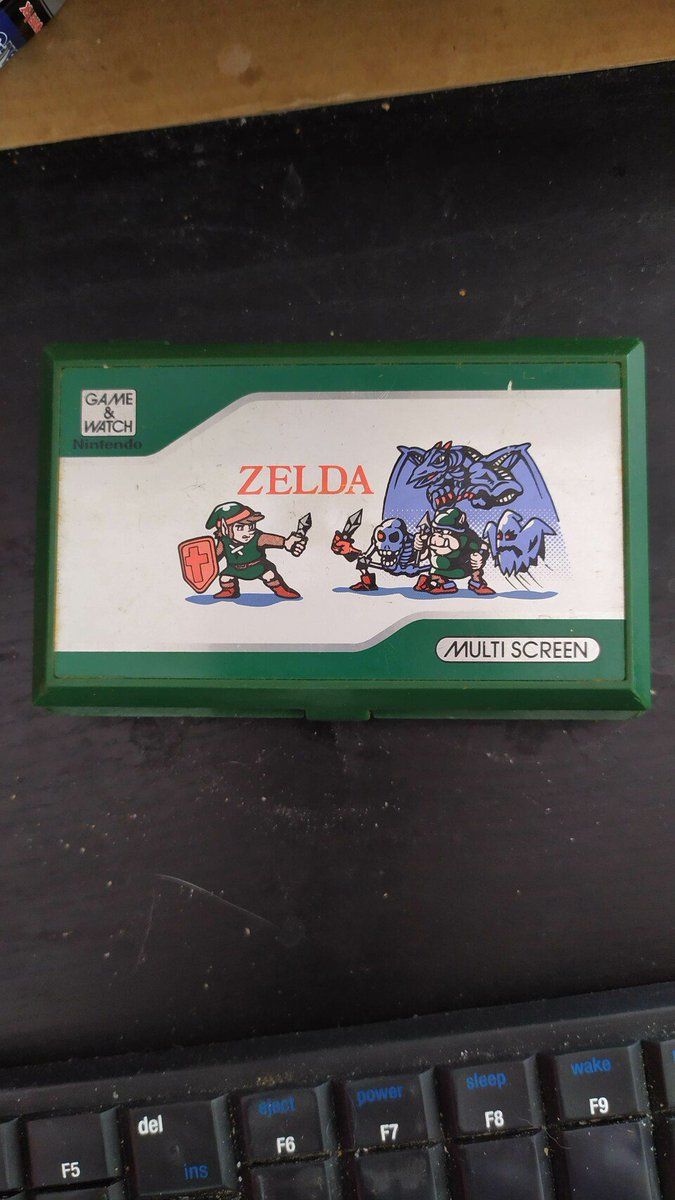 GAME
&
WATCH
Nintendo
ZELDA
MULTI SCREEN
eject
power
sleep
wake
del
ins
F5
F6
F7
F8
F9